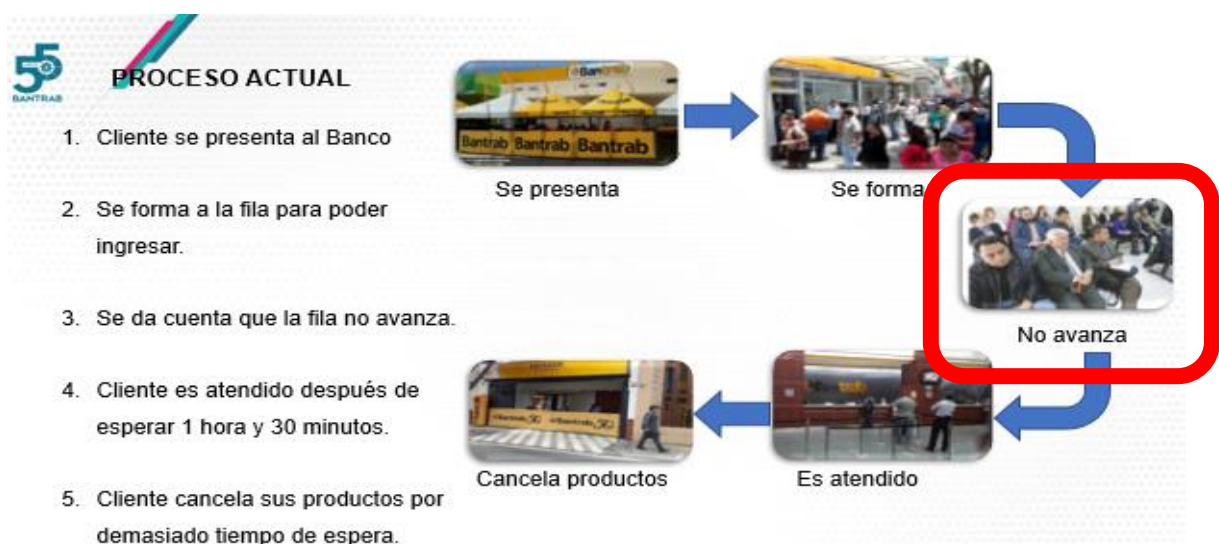 55
BANTRAB
PROCESO ACTUAL
1. Cliente se presenta al Banco
2. Se forma a la fila para poder
ingresar.
3. Se da cuenta que la fila no avanza.
4. Cliente es atendido después de
esperar 1 hora y 30 minutos.
5. Cliente cancela sus productos por
demasiado tiempo de espera.
Bantrab Bantrab Bantrab
Se presenta
Se forma
No avanza
Es atendido
Cancela productos